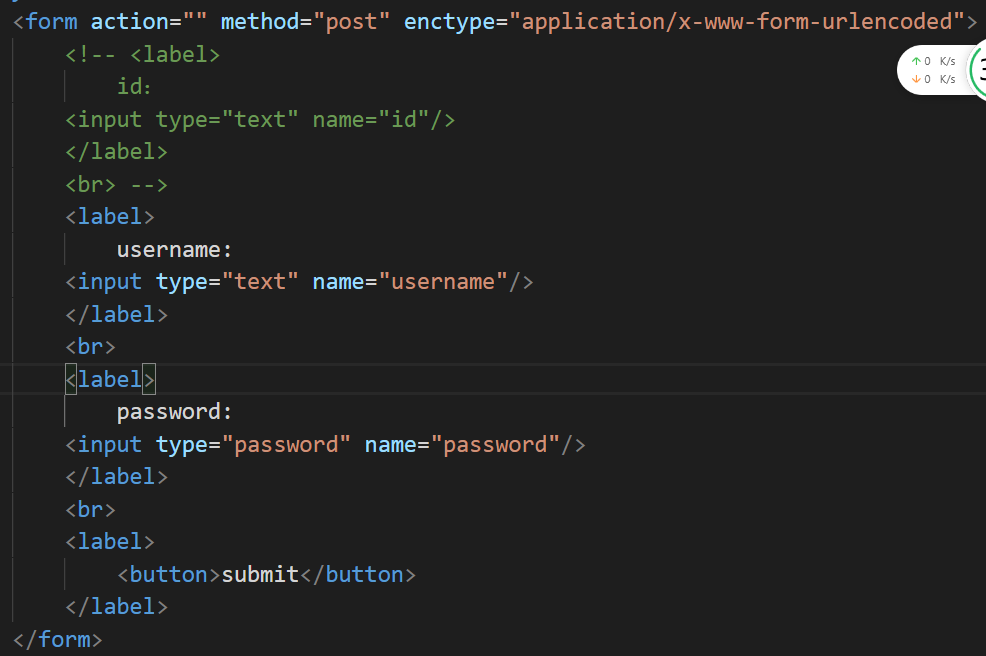 <form action="" method="post" enctype="application/x-www-form-urlencoded">
<!-- <label>
id:
<input type="text" name="id"/>
</label>
<br> -->
<label>
username:
<input type="text" name="username"/>
</label>
<br>
<label>
password:
<input type="password" name="password"/>
</label>
<br>
<label>
<button>submit</button>
</label>
</form>
↑ 0 K/s
↓ 0 K/s